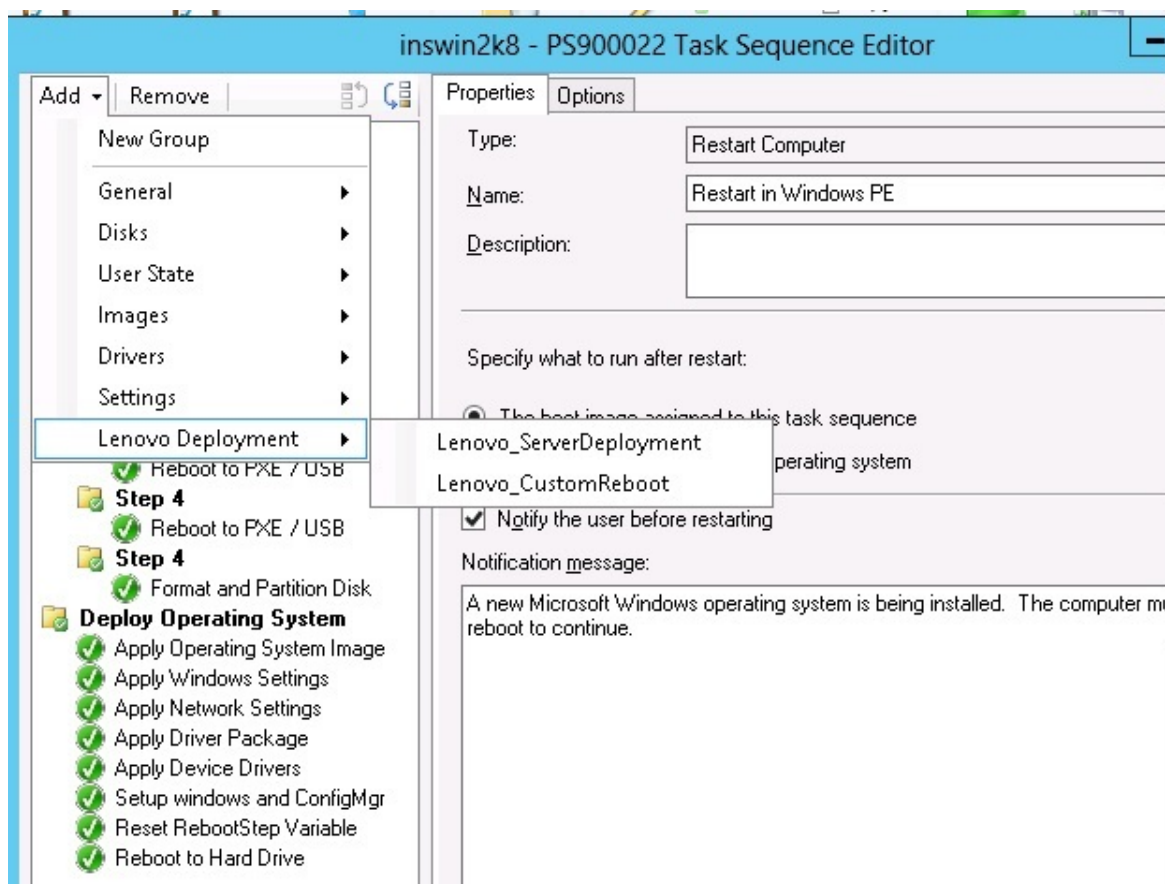 inswin2k8 - PS900022 Task Sequence Editor
Add Remove
Properties Options
New Group
General
Disks
User State
Images
Drivers
Settings
Lenovo Deployment
Lenovo_ServerDeployment
Lenovo_CustomReboot
Reboot to PXE / USB
Step 4
Reboot to PXE / USB
Step 4
Format and Partition Disk
Deploy Operating System
Apply Operating System Image
Apply Windows Settings
Apply Network Settings
Apply Driver Package
Apply Device Drivers
Setup windows and ConfigMgr
Reset RebootStep Variable
Reboot to Hard Drive
Type: Restart Computer
Name: Restart in Windows PE
Description:
Specify what to run after restart:
The boot image assigned to this task sequence
operating system
Notify the user before restarting
Notification message:
A new Microsoft Windows operating system is being installed. The computer
reboot to continue.